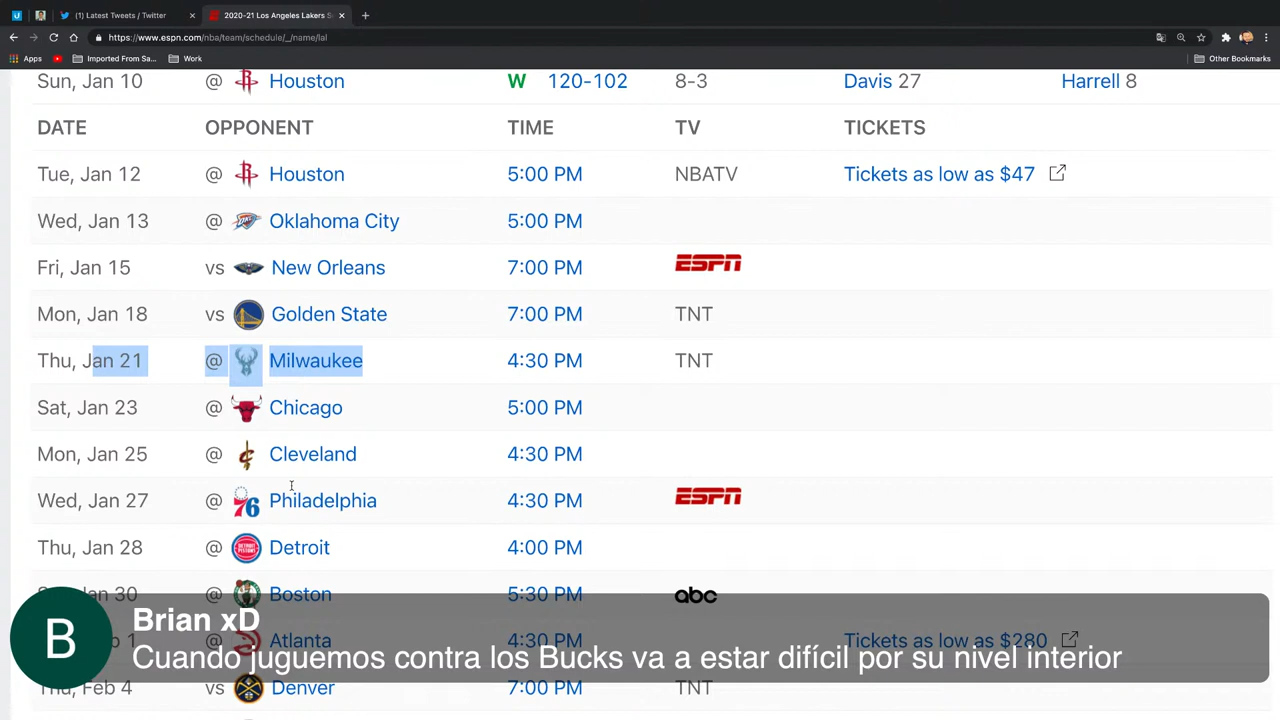 (1) Latest Tweets / Twitter
2020-21 Los Angeles Lakers S
https://www.espn.com/nba/team/schedule/_/name/lal
Apps Imported From Sa... Work Other Bookmarks
Sun, Jan 10 @ Houston W 120-102 8-3 Davis 27 Harrell 8
DATE OPPONENT TIME TV TICKETS
Tue, Jan 12 @ Houston 5:00 PM NBATV Tickets as low as $47
Wed, Jan 13 @ Oklahoma City 5:00 PM
Fri, Jan 15 vs New Orleans 7:00 PM ESPN
Mon, Jan 18 vs Golden State 7:00 PM TNT
Thu, Jan 21 @ Milwaukee 4:30 PM TNT
Sat, Jan 23 @ Chicago 5:00 PM
Mon, Jan 25 @ Cleveland 4:30 PM
Wed, Jan 27 @ 76 Philadelphia 4:30 PM ESPN
Thu, Jan 28 @ Detroit 4:00 PM
Jan 30 @ Boston 5:30 PM abc
1 @ Atlanta 4:30 PM Tickets as low as $280
Thu, Feb 4 vs Denver 7:00 PM TNT
B
Brian xD
Cuando juguemos contra los Bucks va a estar difícil por su nivel interior